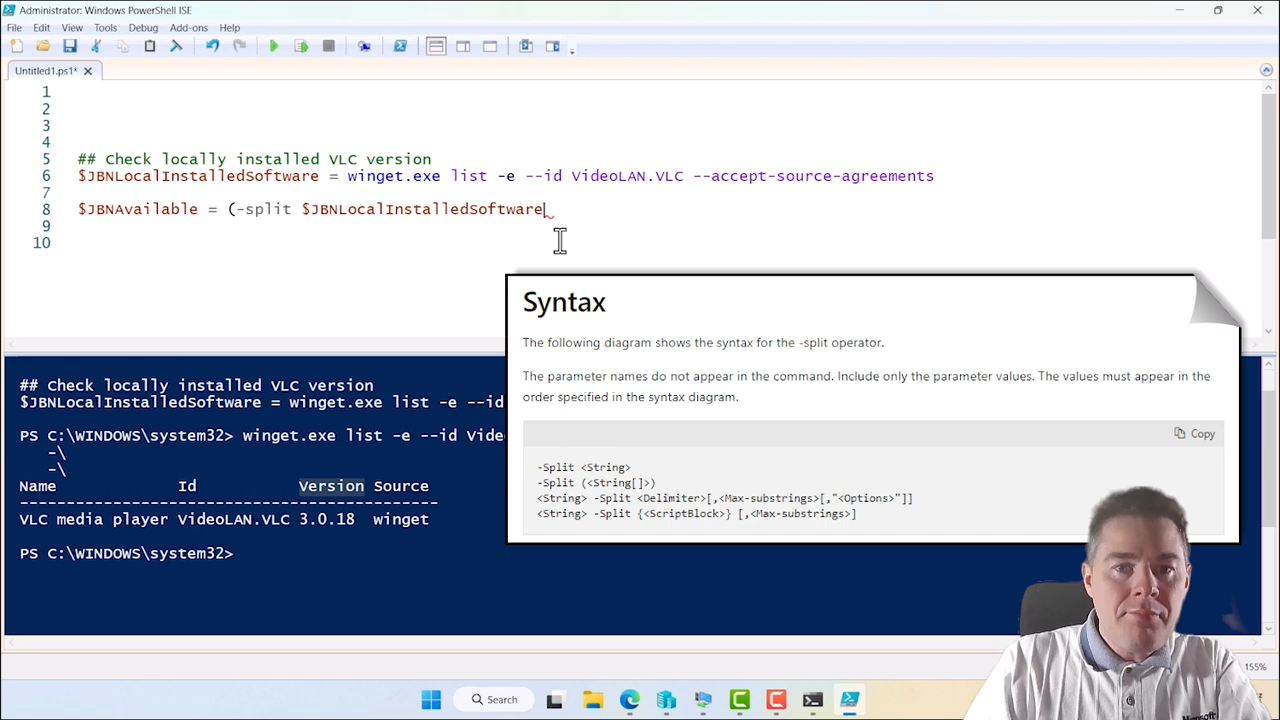 Administrator: Windows PowerShell ISE
File Edit View Tools Debug Add-ons Help
Untitled1.ps1*
1
2
3
4
5 ## Check locally installed VLC version
6 $JBNLocalInstalledSoftware = winget.exe list -e --id VideoLAN.VLC --accept-source-agreements
7
8 $JBNAvailable = (-split $JBNLocalInstalledSoftware
9
10
## Check locally installed VLC version
$JBNLocalInstalledSoftware = winget.exe list -e --id
PS C:\WINDOWS\system32> winget.exe list -e --id Vide
-\
-\
Name Id Version Source
--------------------------------------------
VLC media player VideoLAN.VLC 3.0.18 winget
PS C:\WINDOWS\system32>
Syntax
The following diagram shows the syntax for the -split operator.
The parameter names do not appear in the command. Include only the parameter values. The values must appear in the
order specified in the syntax diagram.
Copy
-Split <String>
-Split (<String[]>)
<String> -Split <Delimiter>[,<Max-substrings>[,"<Options>"]]
<String> -Split {<ScriptBlock>} [,<Max-substrings>]
155%
Search